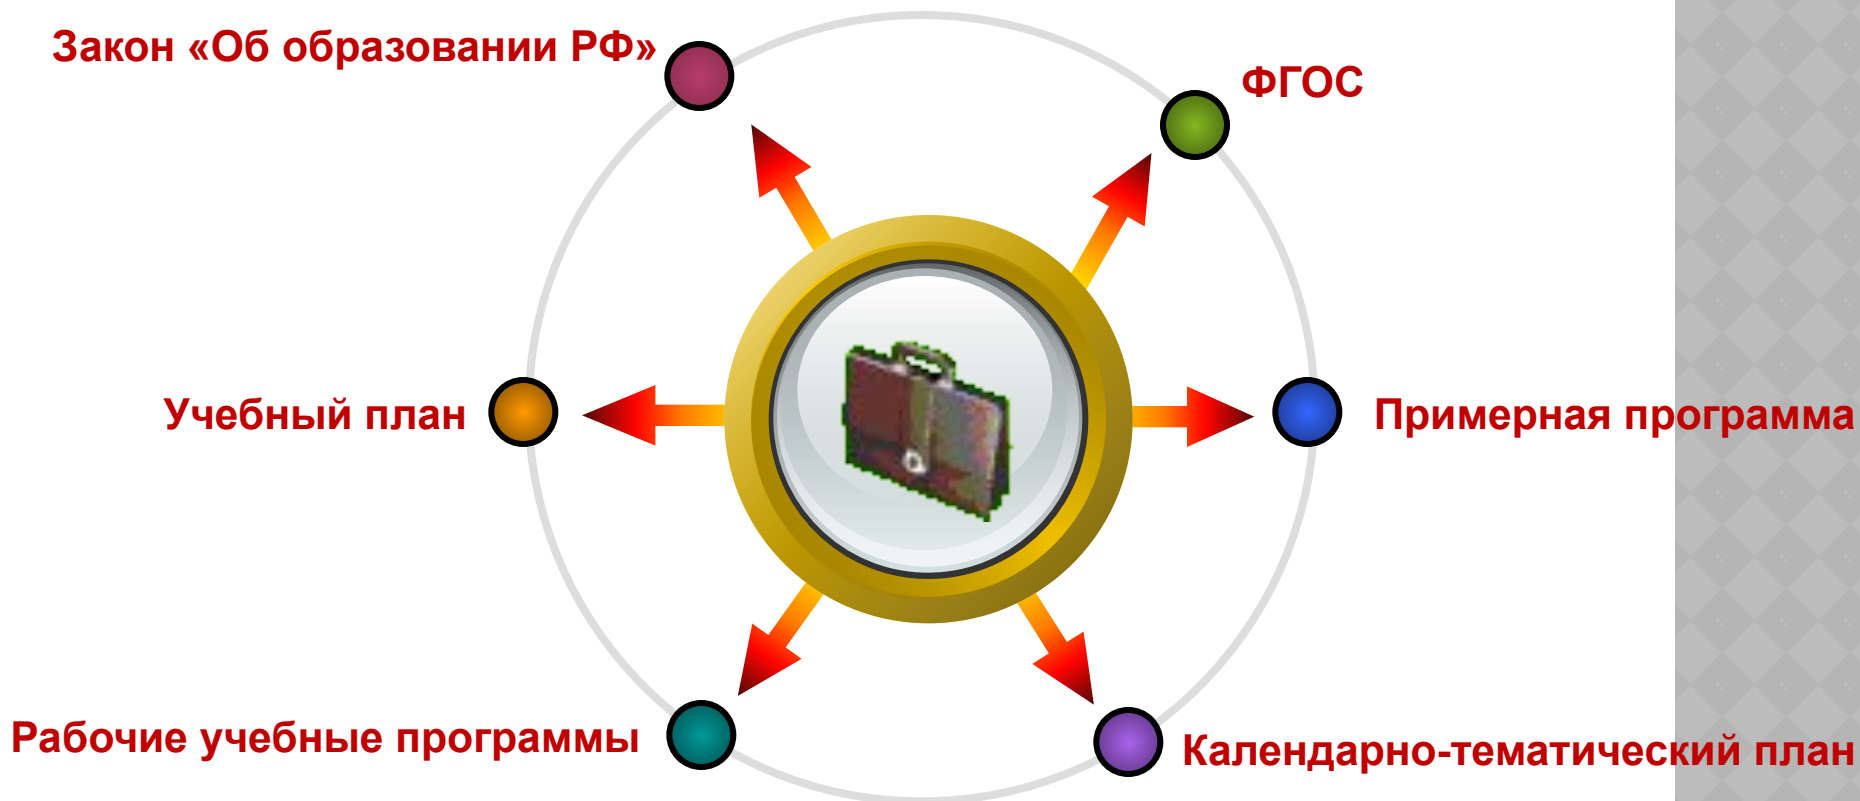 Закон «Об образовании РФ»
ФГОС
Учебный план
Примерная программа
Рабочие учебные программы
Календарно-тематический план